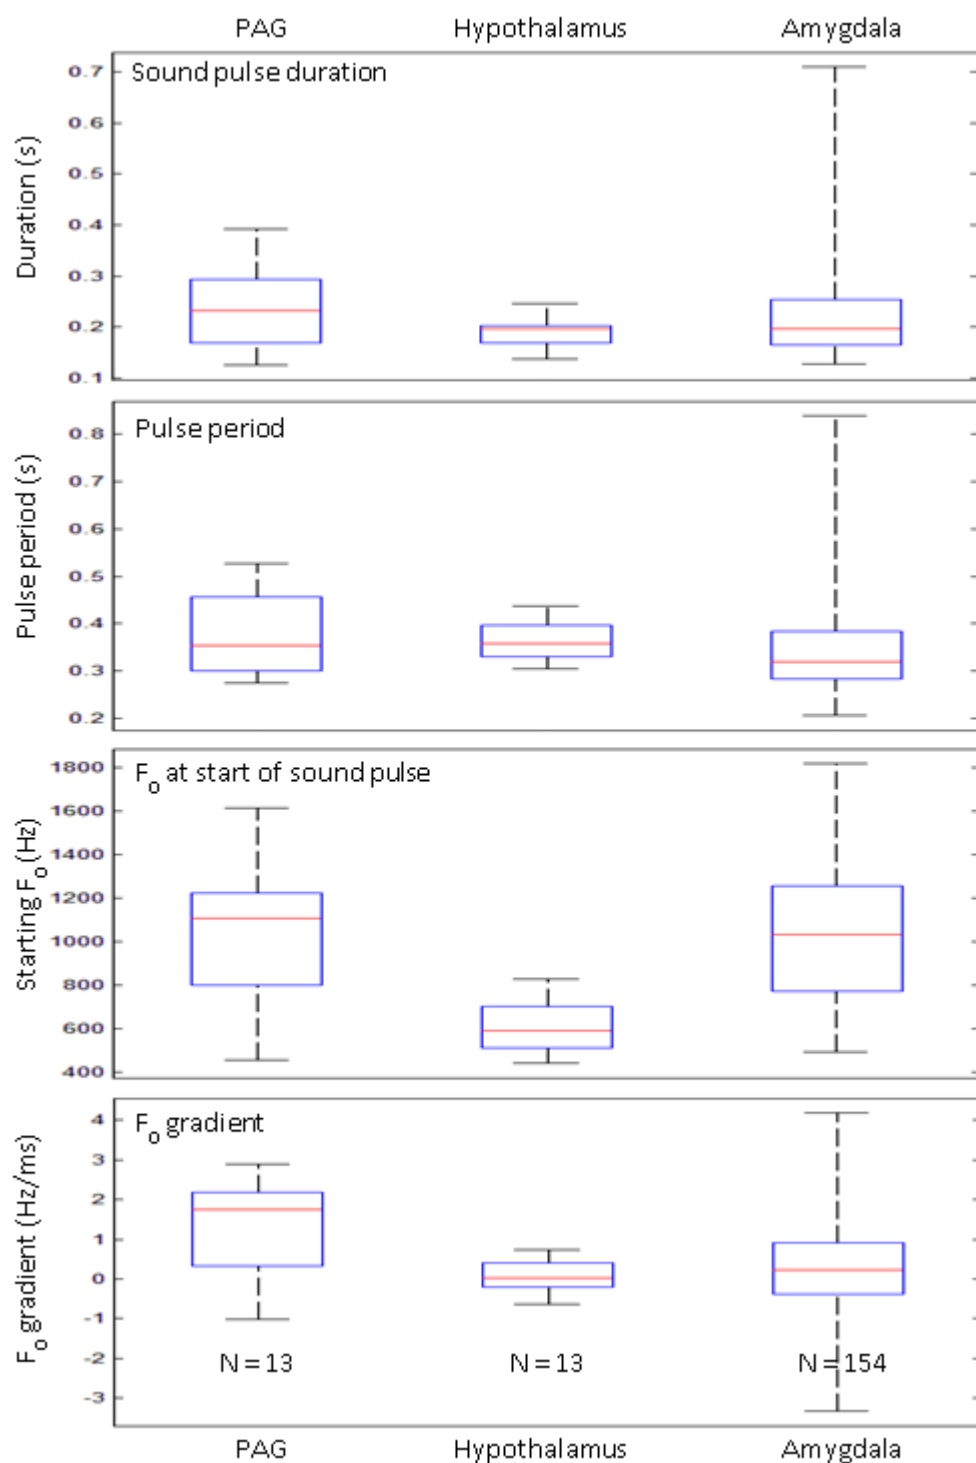 PAG Hypothalamus Amygdala
Sound pulse duration
Duration (s)
0.7
0.6
0.5
0.4
0.3
0.2
0.1
Pulse period
Pulse period (s)
0.8
0.7
0.6
0.5
0.4
0.3
0.2
Fo at start of sound pulse
Starting Fo (Hz)
1800
1600
1400
1200
1000
800
600
400
Fo gradient
Fo gradient (Hz/ms)
4
3
2
1
0
-1
-2
-3
N = 13 N = 13 N = 154
PAG Hypothalamus Amygdala